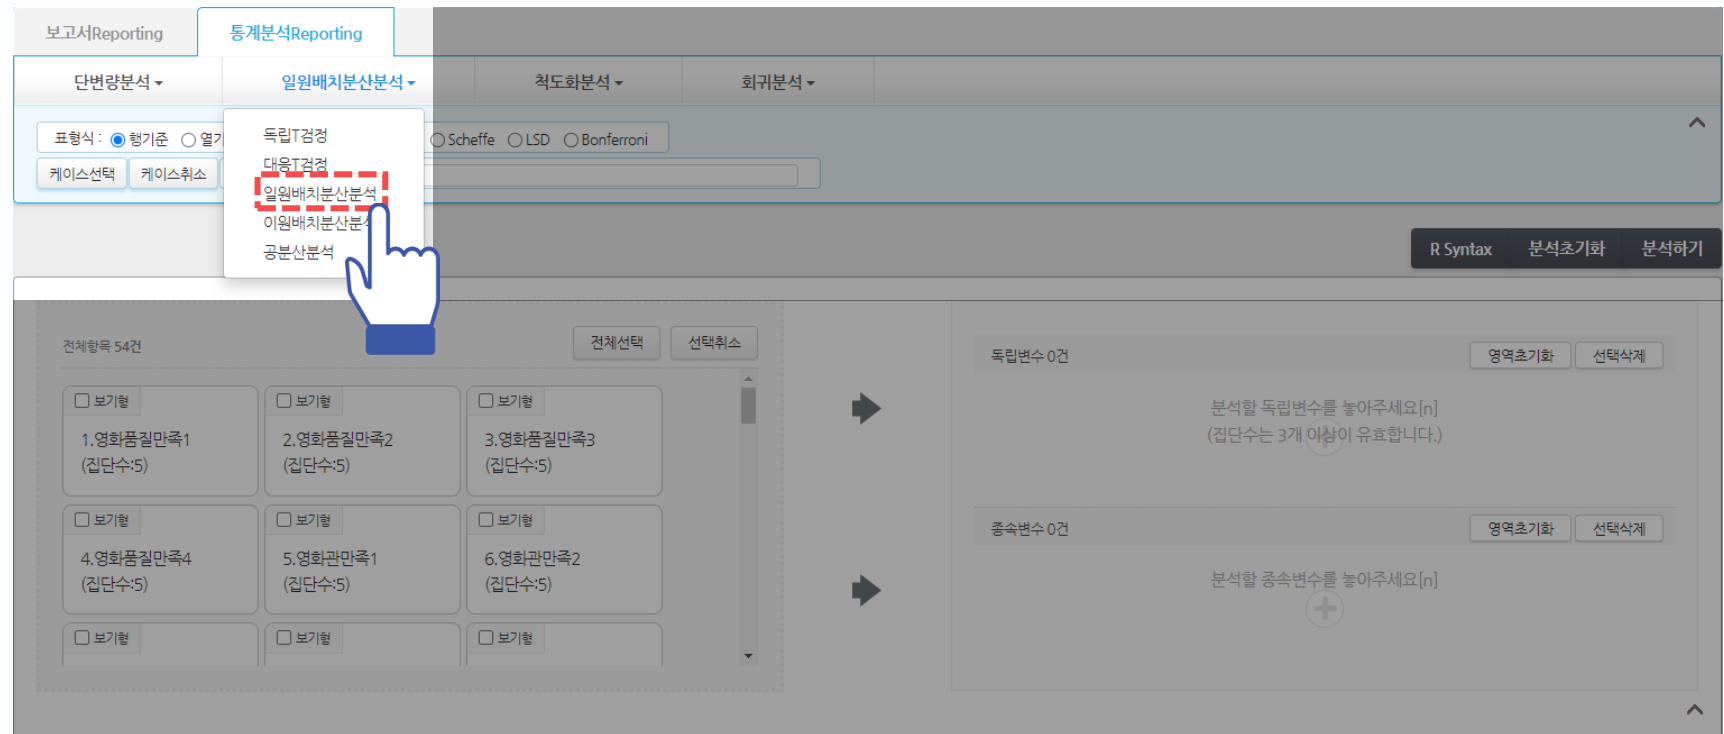 보고서Reporting 통계분석Reporting
단변량분석 일원배치분산분석 척도화분석 회귀분석
표형식 : 행기준 열기 Scheffe LSD Bonferroni
케이스선택 케이스취소
독립T검정
대응T검정
일원배치분산분석
이원배치분산분석
공분산분석
R Syntax 분석초기화 분석하기
전체항목 54건 전체선택 선택취소
보기형 보기형 보기형
1.영화품질만족1 2.영화품질만족2 3.영화품질만족3
(집단수:5) (집단수:5) (집단수:5)
보기형 보기형 보기형
4.영화품질만족4 5.영화관만족1 6.영화관만족2
(집단수:5) (집단수:5) (집단수:5)
보기형 보기형 보기형
독립변수 0건 영역초기화 선택삭제
분석할 독립변수를 놓아주세요[n]
(집단수는 3개 이상이 유효합니다.)
종속변수 0건 영역초기화 선택삭제
분석할 종속변수를 놓아주세요[n]